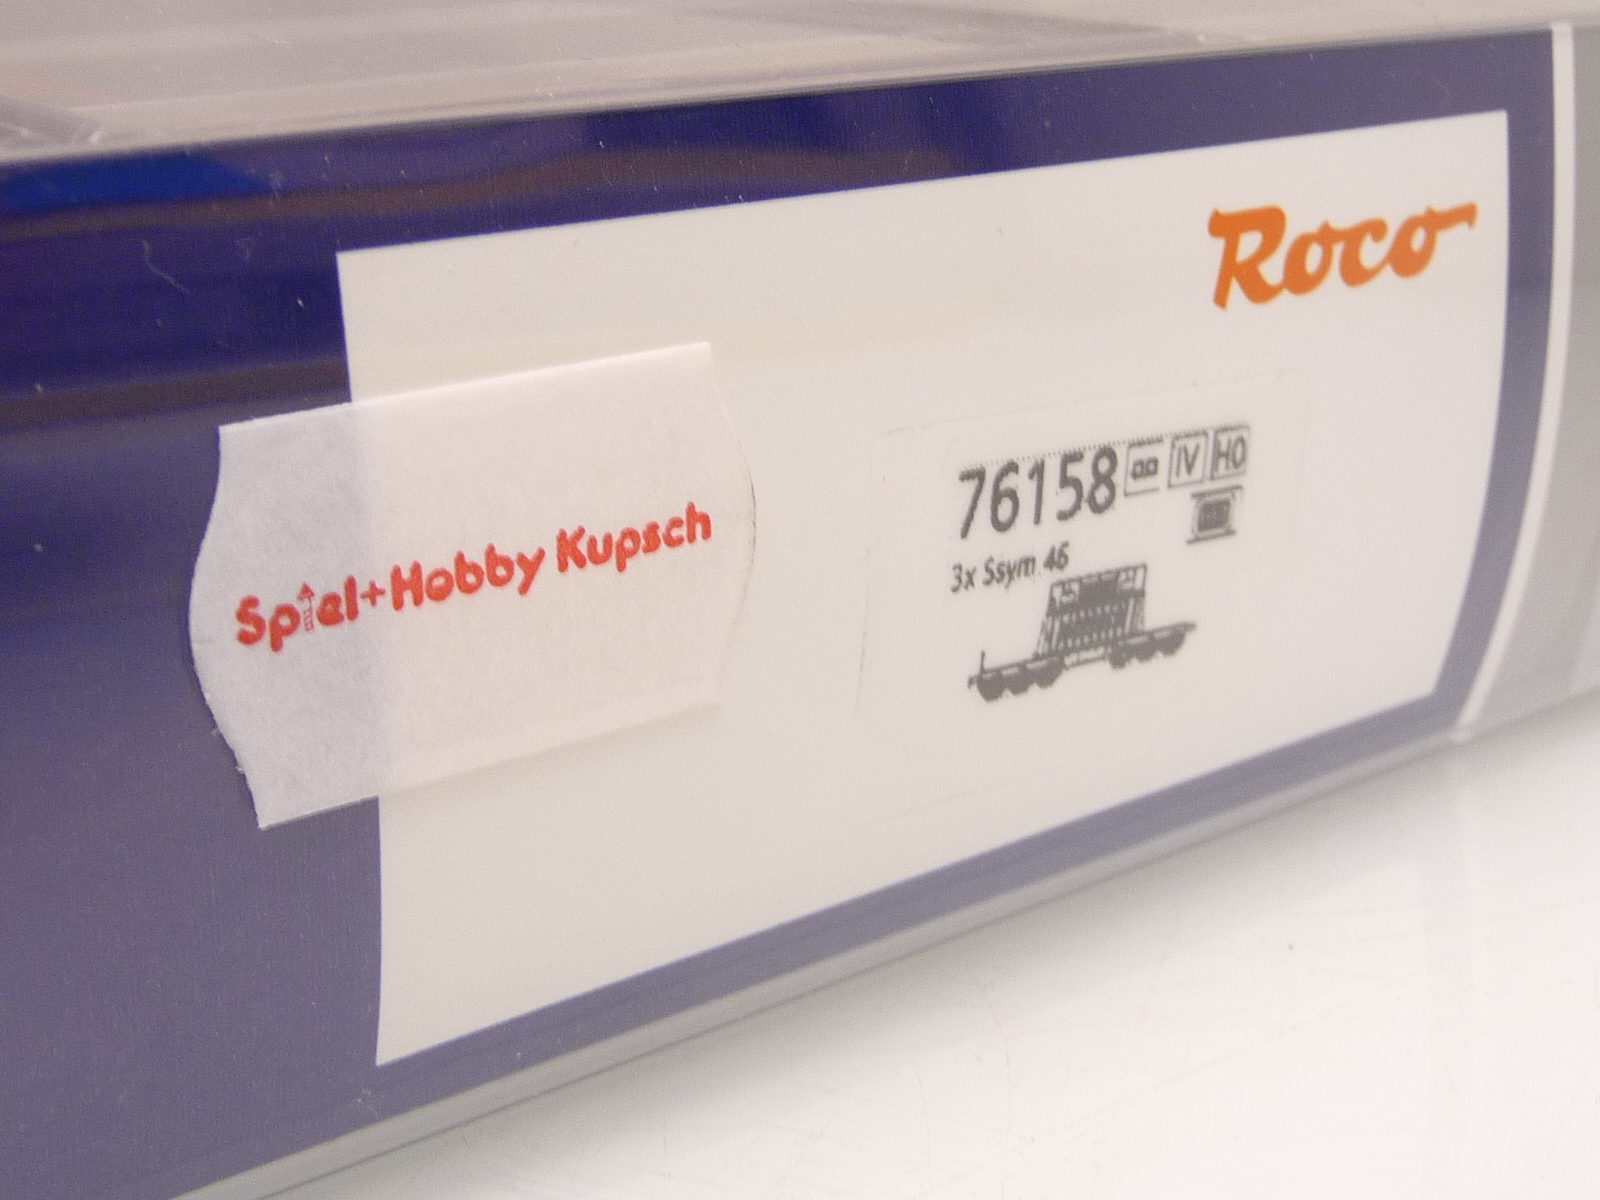 Roco
Spiel+Hobby Kupsch
76158 IV H0
3x Ssym 46